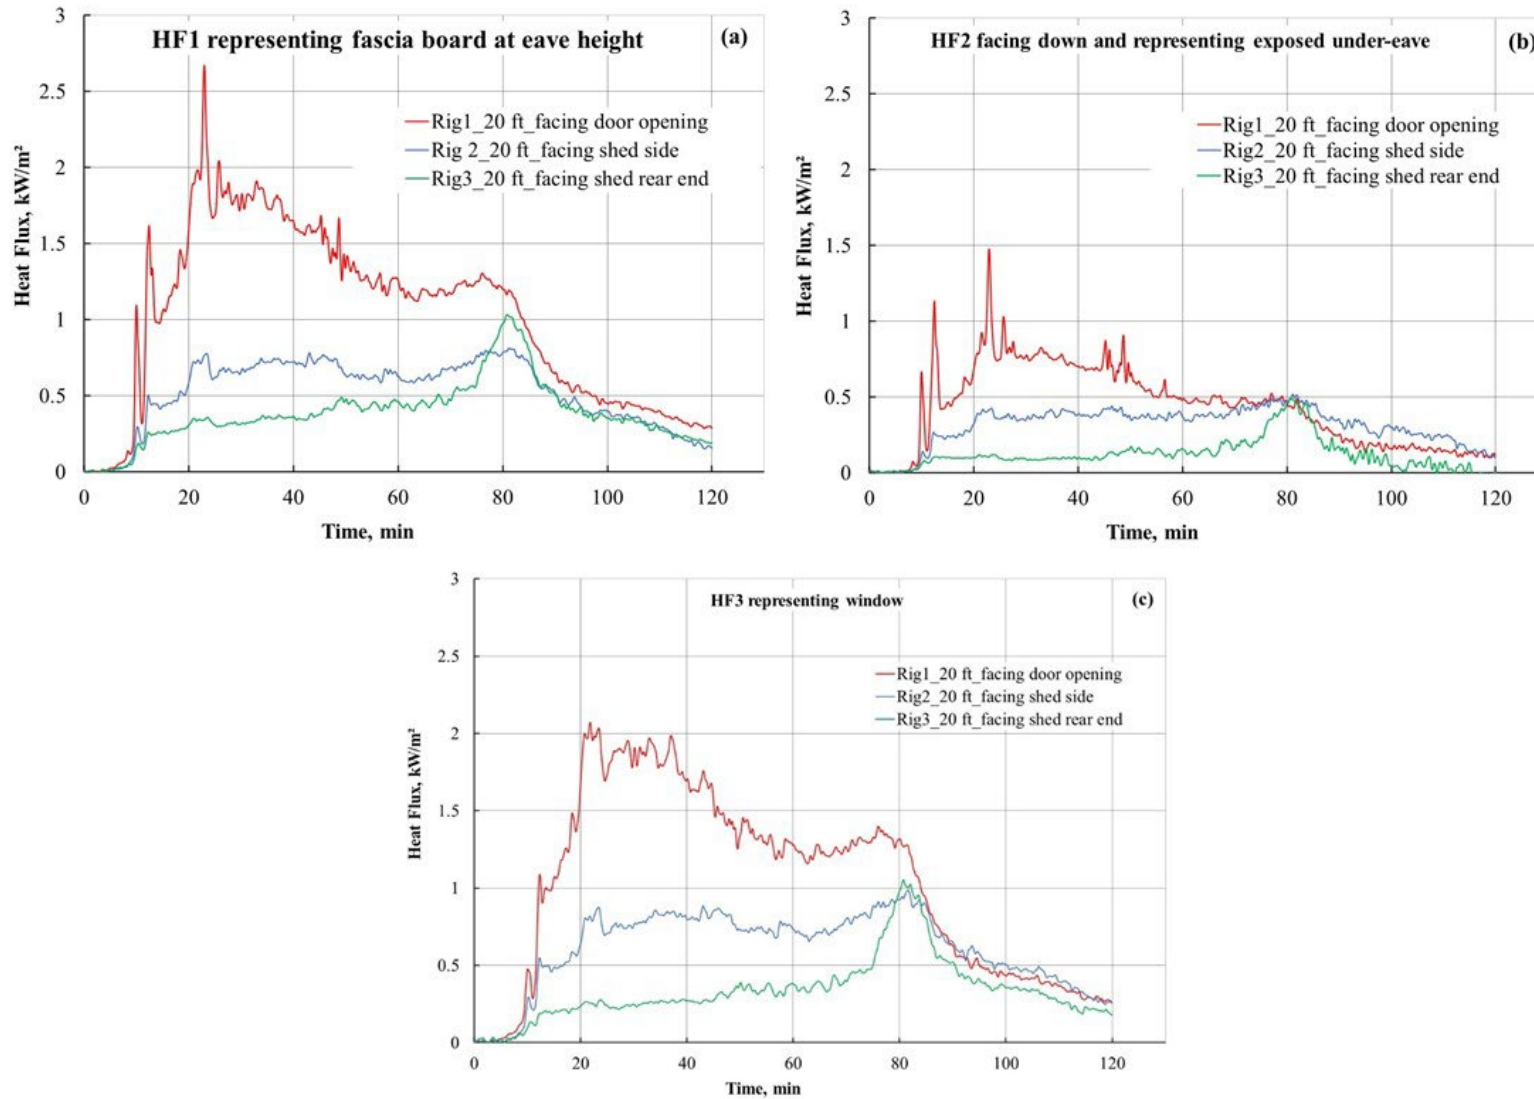 HF1 representing fascia board at eave height
(a)
Heat Flux, kW/m²
3
2.5
2
1.5
1
0.5
0
Rig1_20 ft_facing door opening
Rig 2_20 ft_facing shed side
Rig3_20 ft_facing shed rear end
0 20 40 60 80 100 120
Time, min
HF2 facing down and representing exposed under-eave
(b)
Heat Flux, kW/m²
3
2.5
2
1.5
1
0.5
0
Rig1_20 ft_facing door opening
Rig2_20 ft_facing shed side
Rig3_20 ft_facing shed rear end
0 20 40 60 80 100 120
Time, min
HF3 representing window
(c)
Heat Flux, kW/m²
3
2.5
2
1.5
1
0.5
0
Rig1_20 ft_facing door opening
Rig2_20 ft_facing shed side
Rig3_20 ft_facing shed rear end
0 20 40 60 80 100 120
Time, min